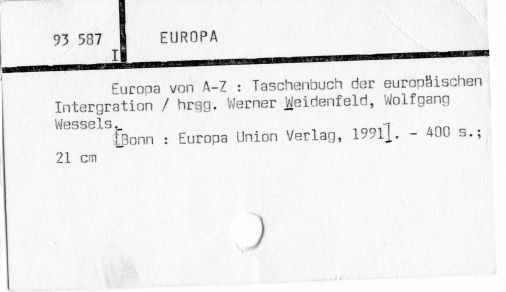 93 587
I
EUROPA
Europa von A-Z : Taschenbuch der europäischen
Intergration / hrsg. Werner Weidenfeld, Wolfgang
Wessels.
[Bonn : Europa Union Verlag, 1991]. - 400 s.;
21 cm